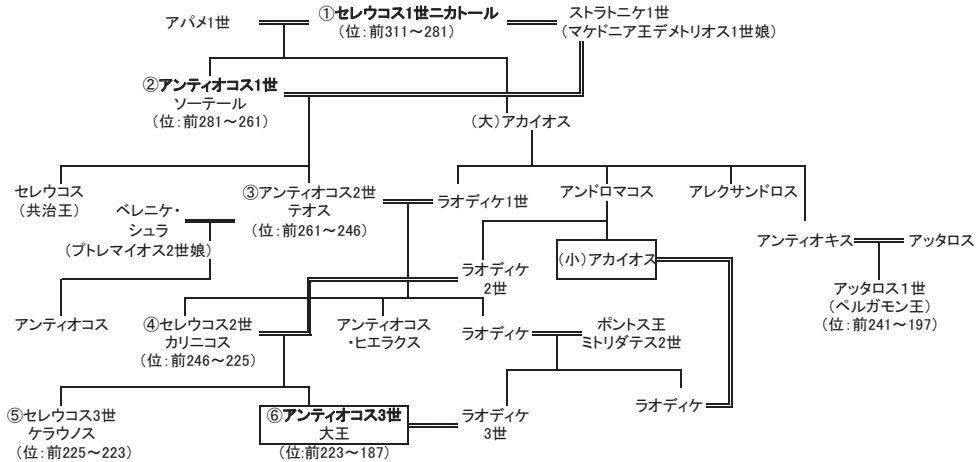 アパメ1世
①セレウコス1世ニカトール
(位:前311～281)
ストラトニケ1世
(マケドニア王デメトリオス1世娘)
②アンティオコス1世
ソーテール
(位:前281～261)
(大)アカイオス
セレウコス
(共治王)
ベレニケ・
シュラ
(プトレマイオス2世娘)
③アンティオコス2世
テオス
(位:前261～246)
ラオディケ1世
アンドロマコス
アレクサンドロス
アンティオキス
アッタロス
(小)アカイオス
ラオディケ
2世
アッタロス1世
(ペルガモン王)
(位:前241～197)
アンティオコス
④セレウコス2世
カリニコス
(位:前246～225)
アンティオコス
・ヒエラクス
ラオディケ
ポントス王
ミトリダテス2世
⑤セレウコス3世
ケラウノス
(位:前225～223)
⑥アンティオコス3世
大王
(位:前223～187)
ラオディケ
3世
ラオディケ